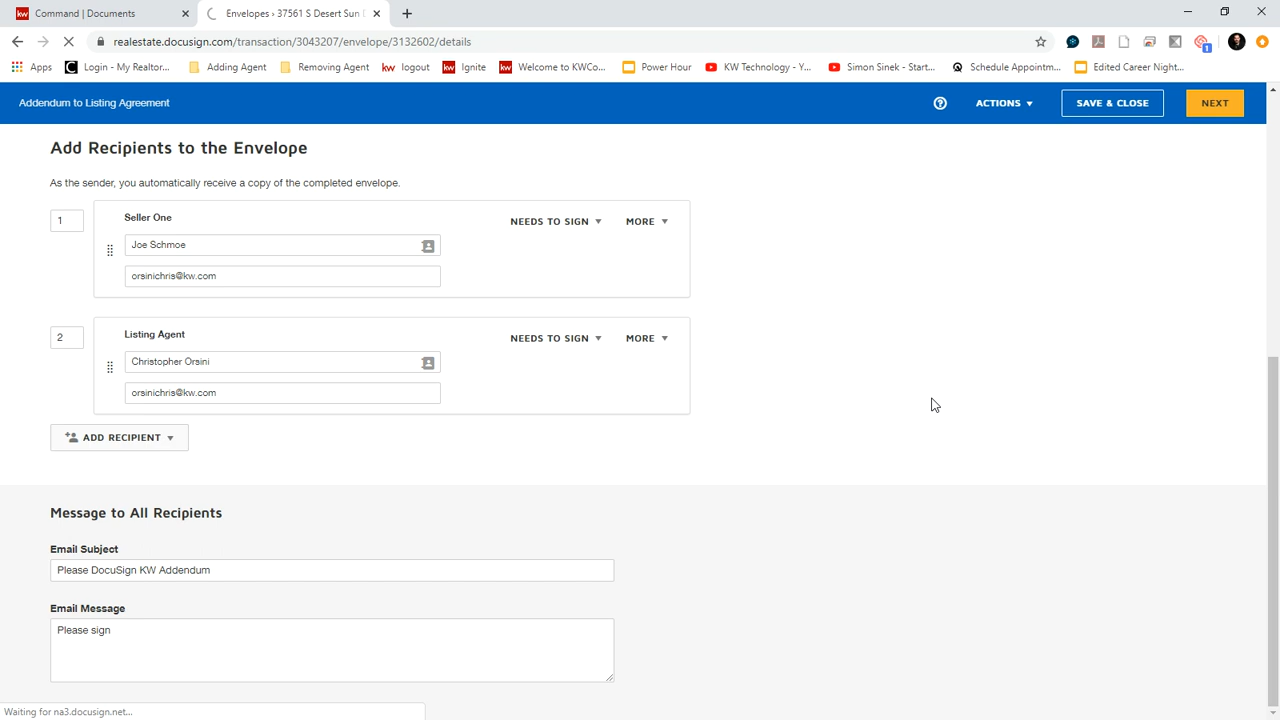 Command | Documents
Envelopes › 37561 S Desert Sun
realestate.docusign.com/transaction/3043207/envelope/3132602/details
1
Apps
Login - My Realtor...
Adding Agent
Removing Agent
logout
Ignite
Welcome to KWCo...
Power Hour
KW Technology - Y...
Simon Sinek - Start...
Schedule Appointm...
Edited Career Night...
Addendum to Listing Agreement
ACTIONS
SAVE & CLOSE
NEXT
Add Recipients to the Envelope
As the sender, you automatically receive a copy of the completed envelope.
1
Seller One
NEEDS TO SIGN
MORE
Joe Schmoe
orsinichris@kw.com
2
Listing Agent
NEEDS TO SIGN
MORE
Christopher Orsini
orsinichris@kw.com
ADD RECIPIENT
Message to All Recipients
Email Subject
Please DocuSign KW Addendum
Email Message
Please sign
Waiting for na3.docusign.net...